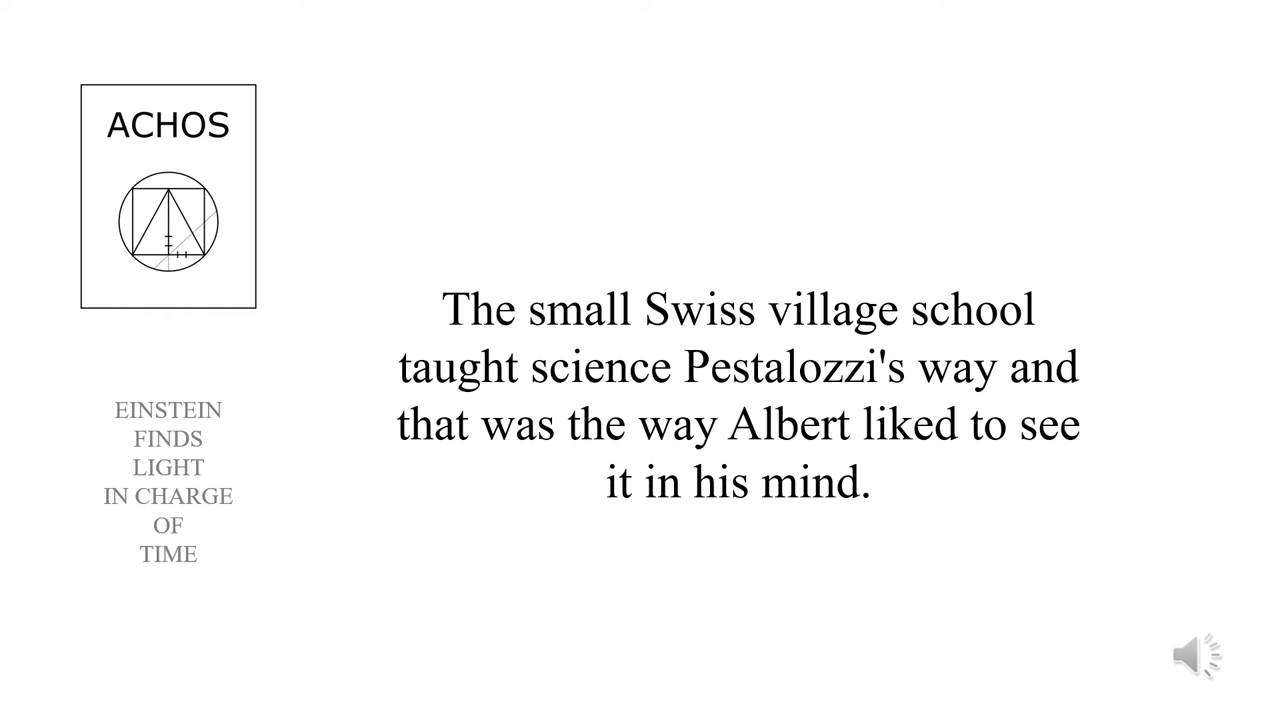 ACHOS
EINSTEIN
FINDS
LIGHT
IN CHARGE
OF
TIME
The small Swiss village school
taught science Pestalozzi's way and
that was the way Albert liked to see
it in his mind.